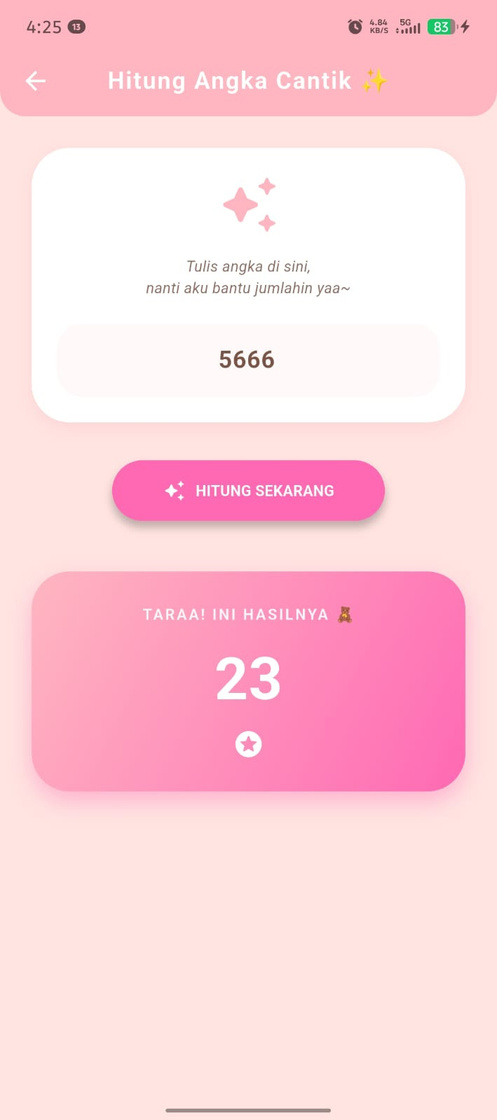 4:25 13 4.84 KB/S 5G 83
Hitung Angka Cantik ✨
Tulis angka di sini,
nanti aku bantu jumlahin yaa~
5666
HITUNG SEKARANG
TARAA! INI HASILNYA 🧸
23